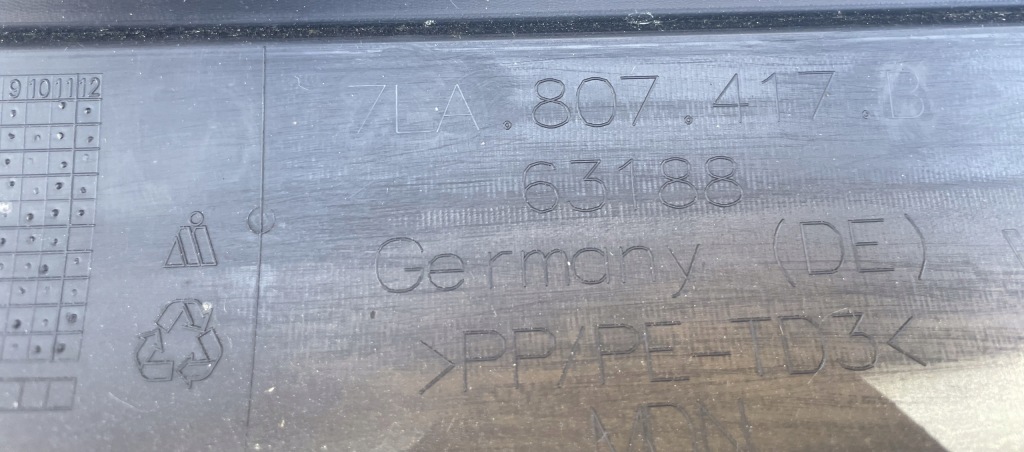 9 10 11 12
7LA.807.417.B
63188
Germany (DE)
>PP/PE-TD3<